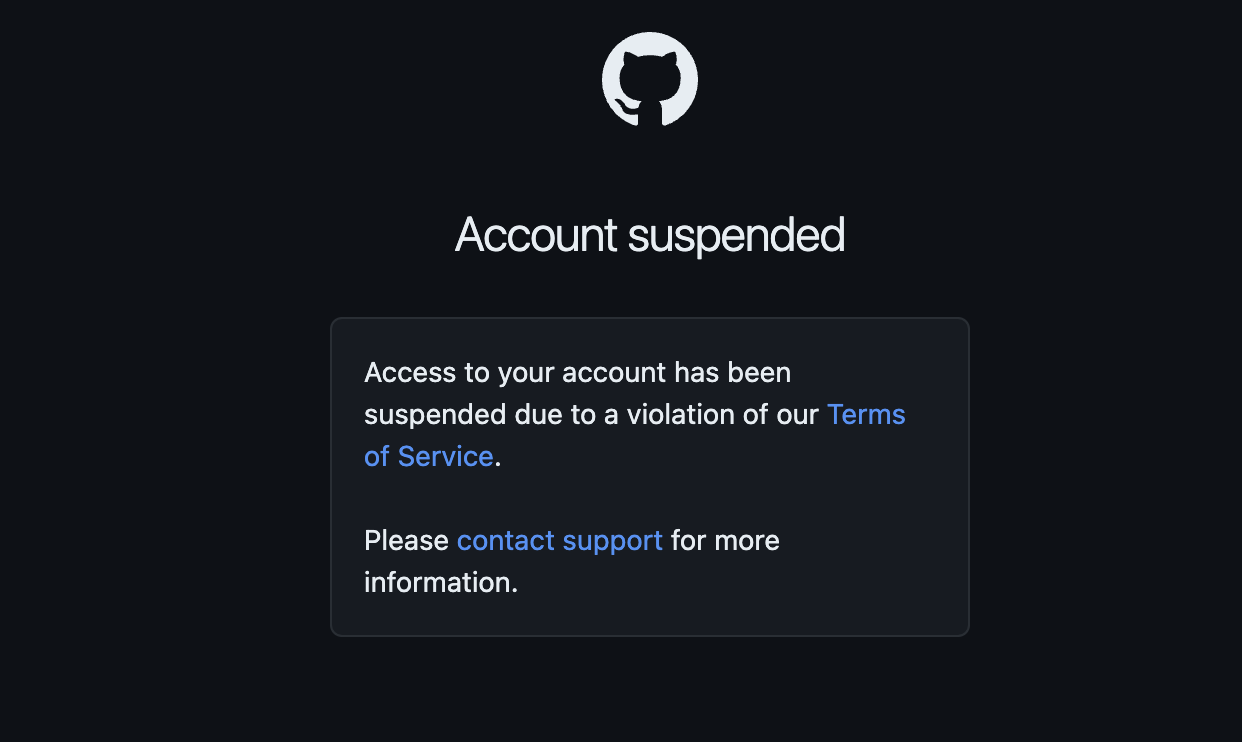 Account suspended
Access to your account has been
suspended due to a violation of our Terms
of Service.
Please contact support for more
information.